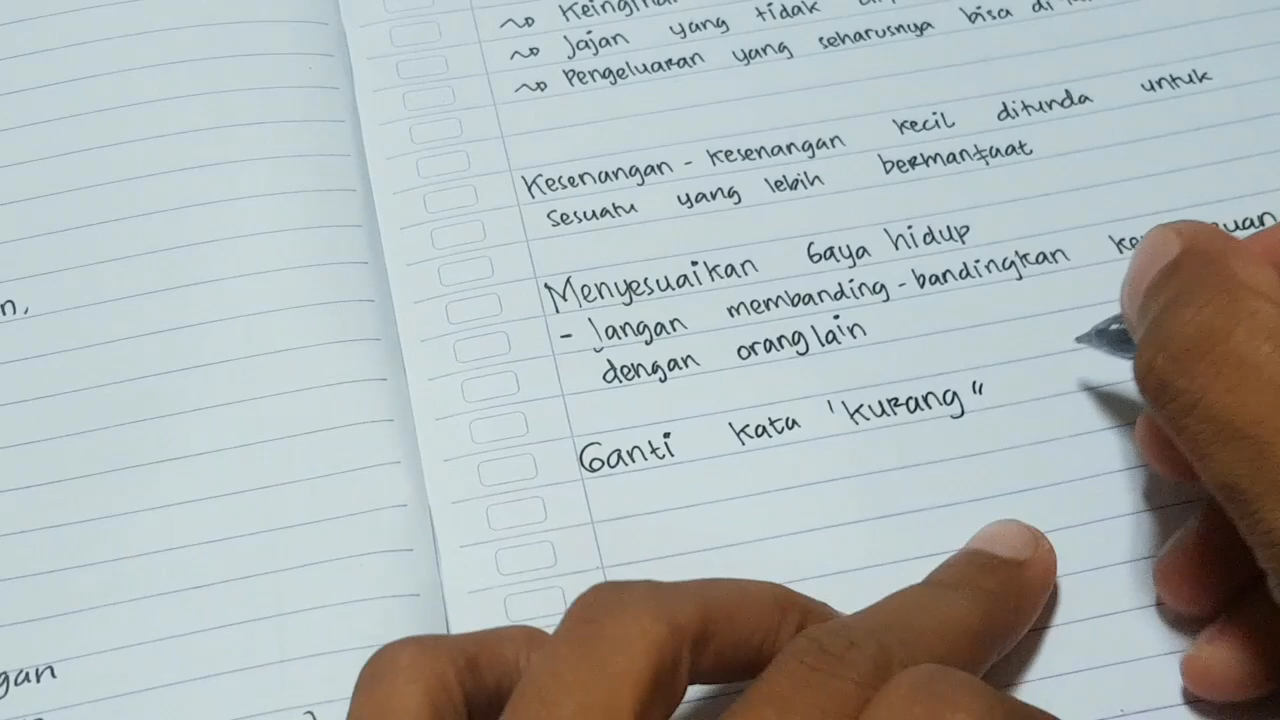 ~> Jajan yang tidak
~> Pengeluaran yang seharusnya bisa di
Kesenangan - kesenangan kecil ditunda untuk
sesuatu yang lebih bermanfaat
Menyesuaikan Gaya hidup
- Jangan membanding - bandingkan
dengan orang lain
Ganti kata "kurang"
n,
gan